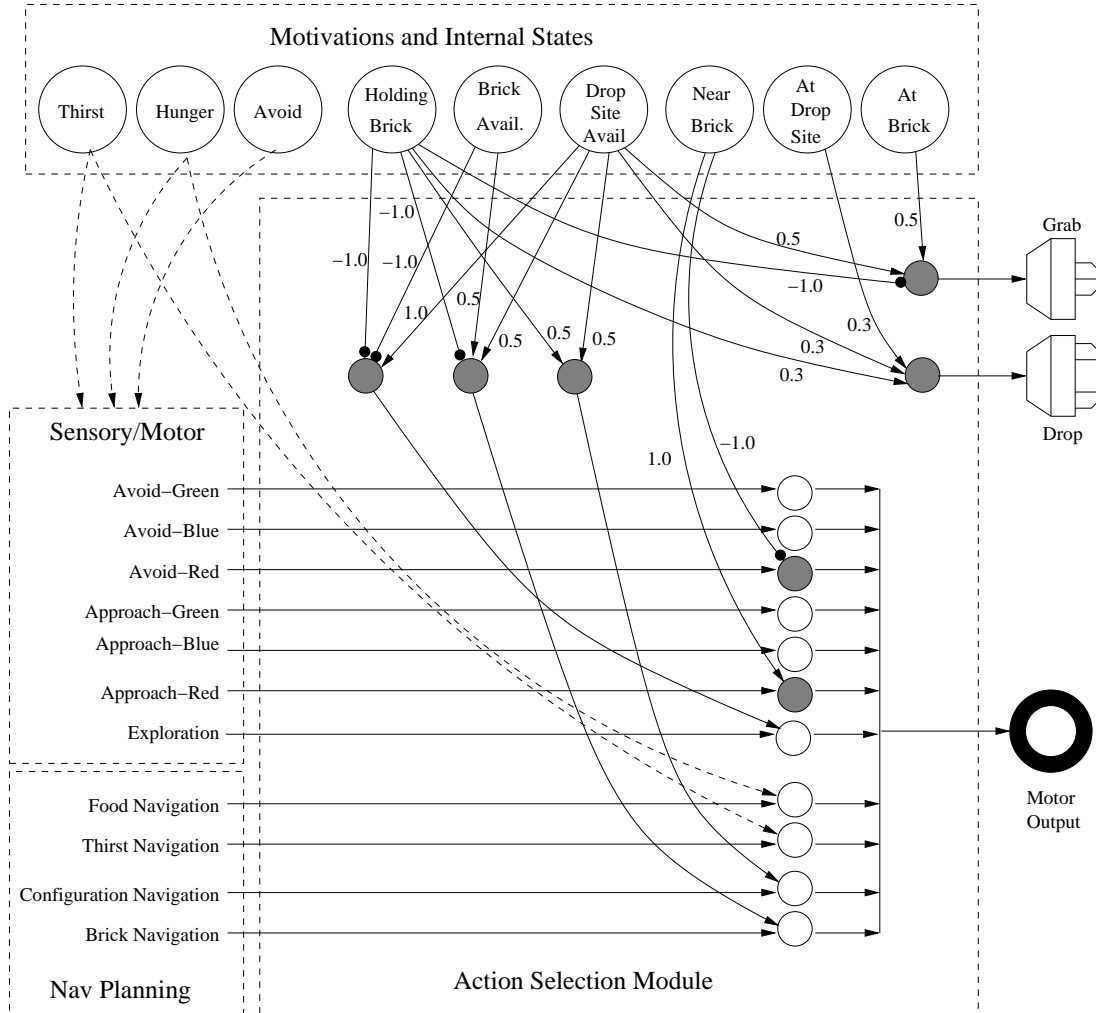 Motivations and Internal States
Thirst
Hunger
Avoid
Holding
Brick
Brick
Avail.
Drop
Site
Avail
Near
Brick
At
Drop
Site
At
Brick
−1.0
−1.0
−1.0
1.0
0.5
0.5
0.5
0.5
0.5
0.5
−1.0
0.3
0.3
0.3
1.0
−1.0
Grab
Drop
Sensory/Motor
Avoid−Green
Avoid−Blue
Avoid−Red
Approach−Green
Approach−Blue
Approach−Red
Exploration
Food Navigation
Thirst Navigation
Configuration Navigation
Brick Navigation
Nav Planning
Action Selection Module
Motor
Output